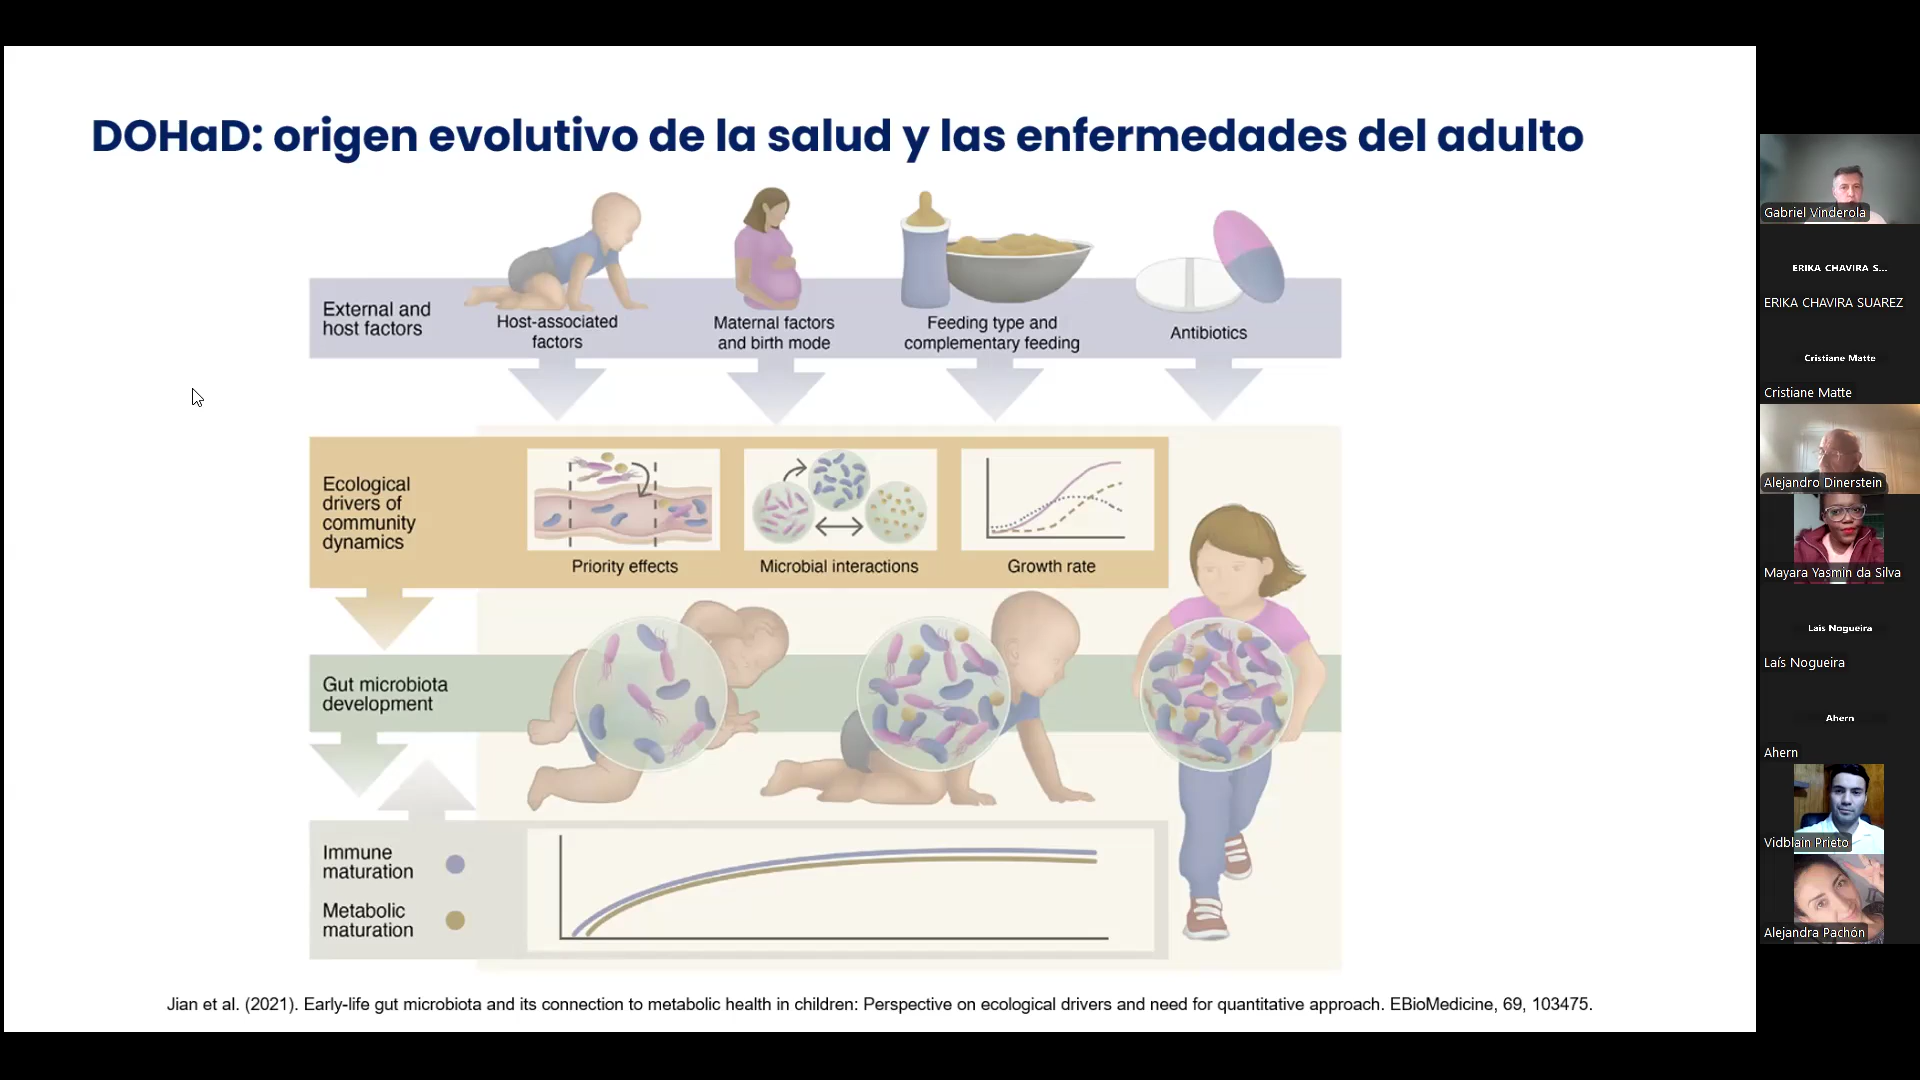 DOHaD: origen evolutivo de la salud y las enfermedades del adulto
External and
host factors
Host-associated
factors
Maternal factors
and birth mode
Feeding type and
complementary feeding
Antibiotics
Ecological
drivers of
community
dynamics
Priority effects
Microbial interactions
Growth rate
Gut microbiota
development
Immune
maturation
Metabolic
maturation
Jian et al. (2021). Early-life gut microbiota and its connection to metabolic health in children: Perspective on ecological drivers and need for quantitative approach. EBioMedicine, 69, 103475.
Gabriel Vinderola
ERIKA CHAVIRA S...
ERIKA CHAVIRA SUAREZ
Cristiane Matte
Cristiane Matte
Alejandro Dinerstein
Mayara Yasmin da Silva
Laís Nogueira
Laís Nogueira
Ahern
Ahern
Vidblain Prieto
Alejandra Pachón